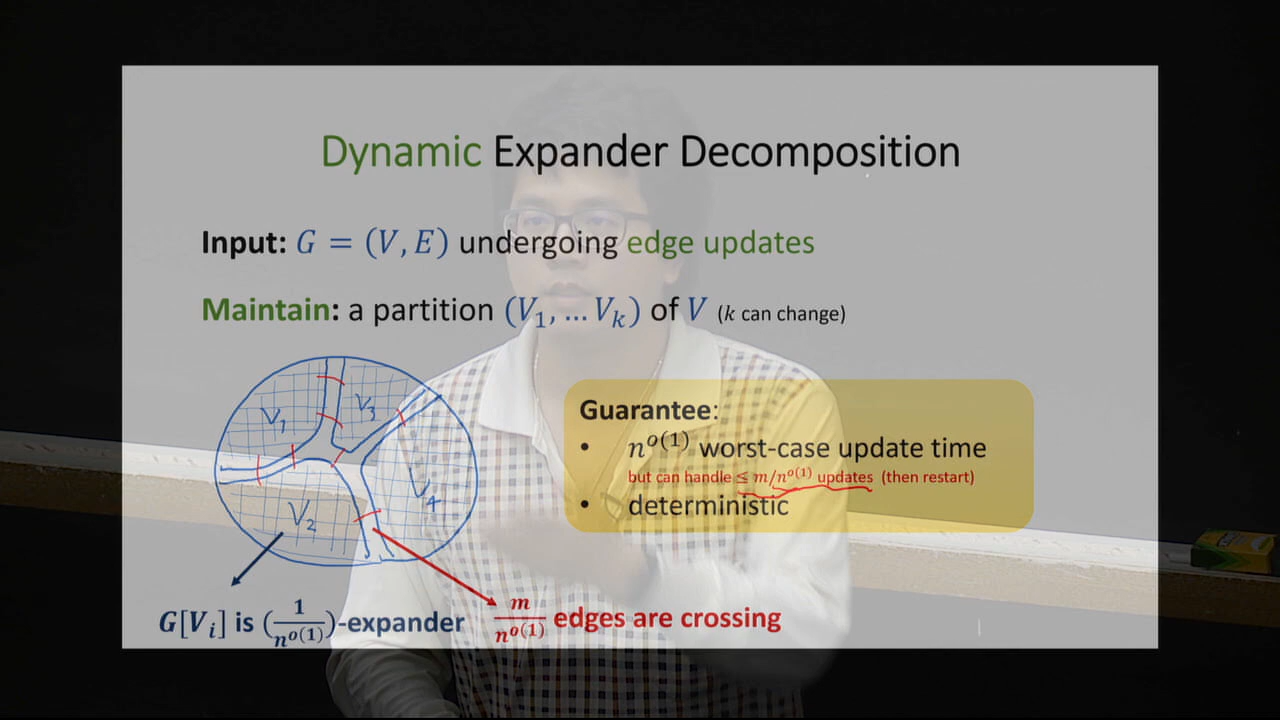 Dynamic Expander Decomposition
Input: G = (V, E) undergoing edge updates
Maintain: a partition (V₁, … Vₖ) of V (k can change)
V₁
V₃
V₂
V₄
Guarantee:
• n^{o(1)} worst-case update time
but can handle ≤ m/n^{o(1)} updates (then restart)
• deterministic
G[Vᵢ] is (1/n^{o(1)})-expander
m/n^{o(1)} edges are crossing